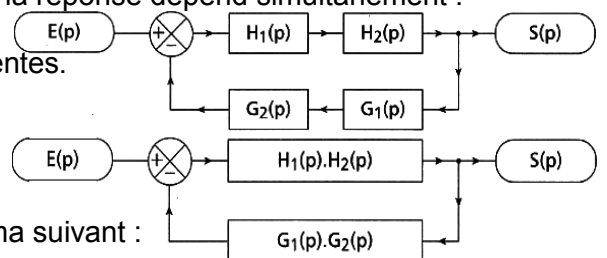 la réponse dépend simultanément :
E(p) + − H₁(p) H₂(p) S(p)
entes.
G₂(p) G₁(p)
E(p) + − H₁(p).H₂(p) S(p)
na suivant :
G₁(p).G₂(p)